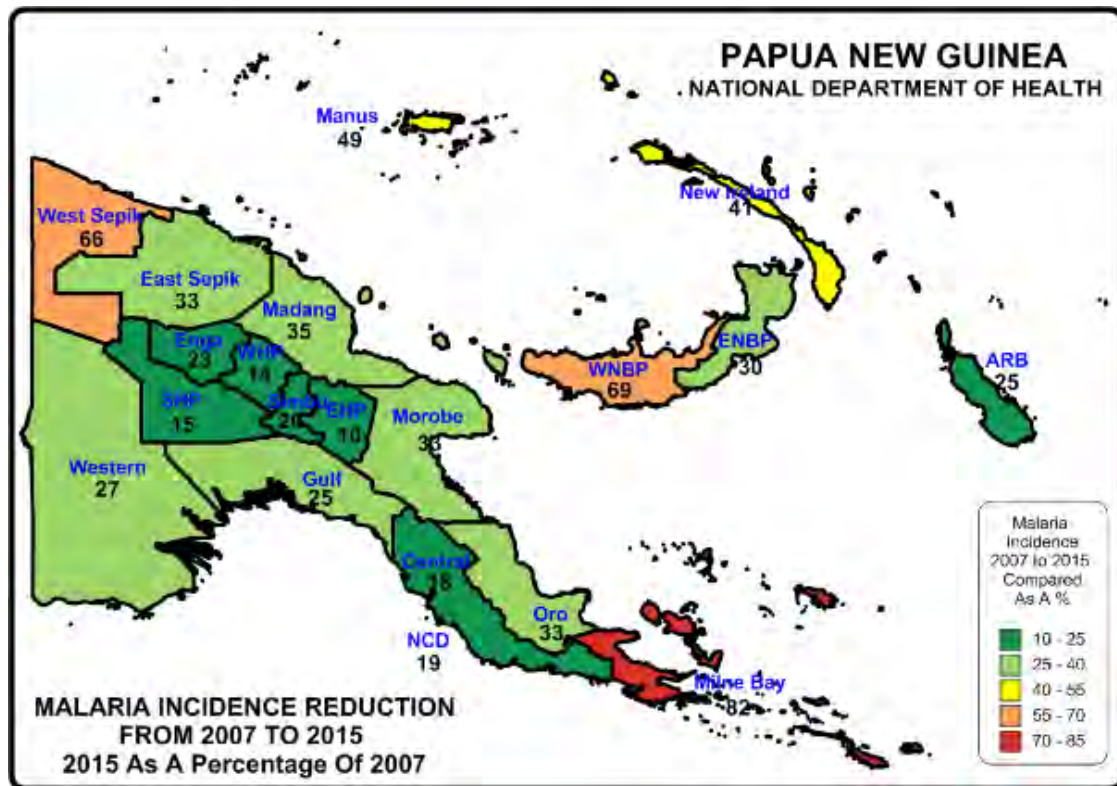 PAPUA NEW GUINEA
. NATIONAL DEPARTMENT OF HEALTH
Manus
49
New Ireland
41
West Sepik
66
East Sepik
33
Madang
35
Enga
23
WHP
14
SHP
15
Simbu
20
EHP
10
Morobe
33
WNBP
69
ENBP
30
ARB
25
Western
27
Gulf
25
Central
18
Oro
33
NCD
19
Milne Bay
82
Malaria
Incidence
2007 to 2015
Compared
As A %
10 - 25
25 - 40
40 - 55
55 - 70
70 - 85
MALARIA INCIDENCE REDUCTION
FROM 2007 TO 2015
2015 As A Percentage Of 2007